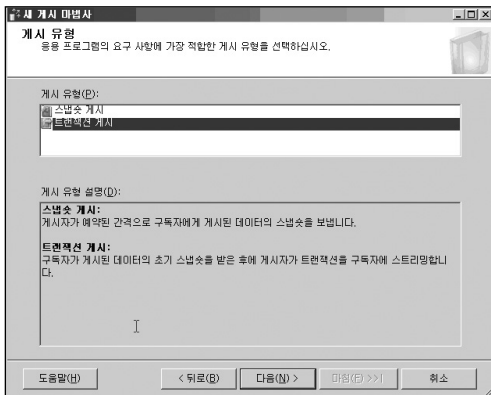 새 게시 마법사
게시 유형
응용 프로그램의 요구 사항에 가장 적합한 게시 유형을 선택하십시오.
게시 유형(P):
스냅숏 게시
트랜잭션 게시
게시 유형 설명(D):
스냅숏 게시:
게시자가 예약된 간격으로 구독자에게 게시된 데이터의 스냅숏을 보냅니다.
트랜잭션 게시:
구독자가 게시된 데이터의 초기 스냅숏을 받은 후에 게시자가 트랜잭션을 구독자에 스트리밍합니
다.
도움말(H)
< 뒤로(B)
다음(N) >
마침(F) >>|
취소